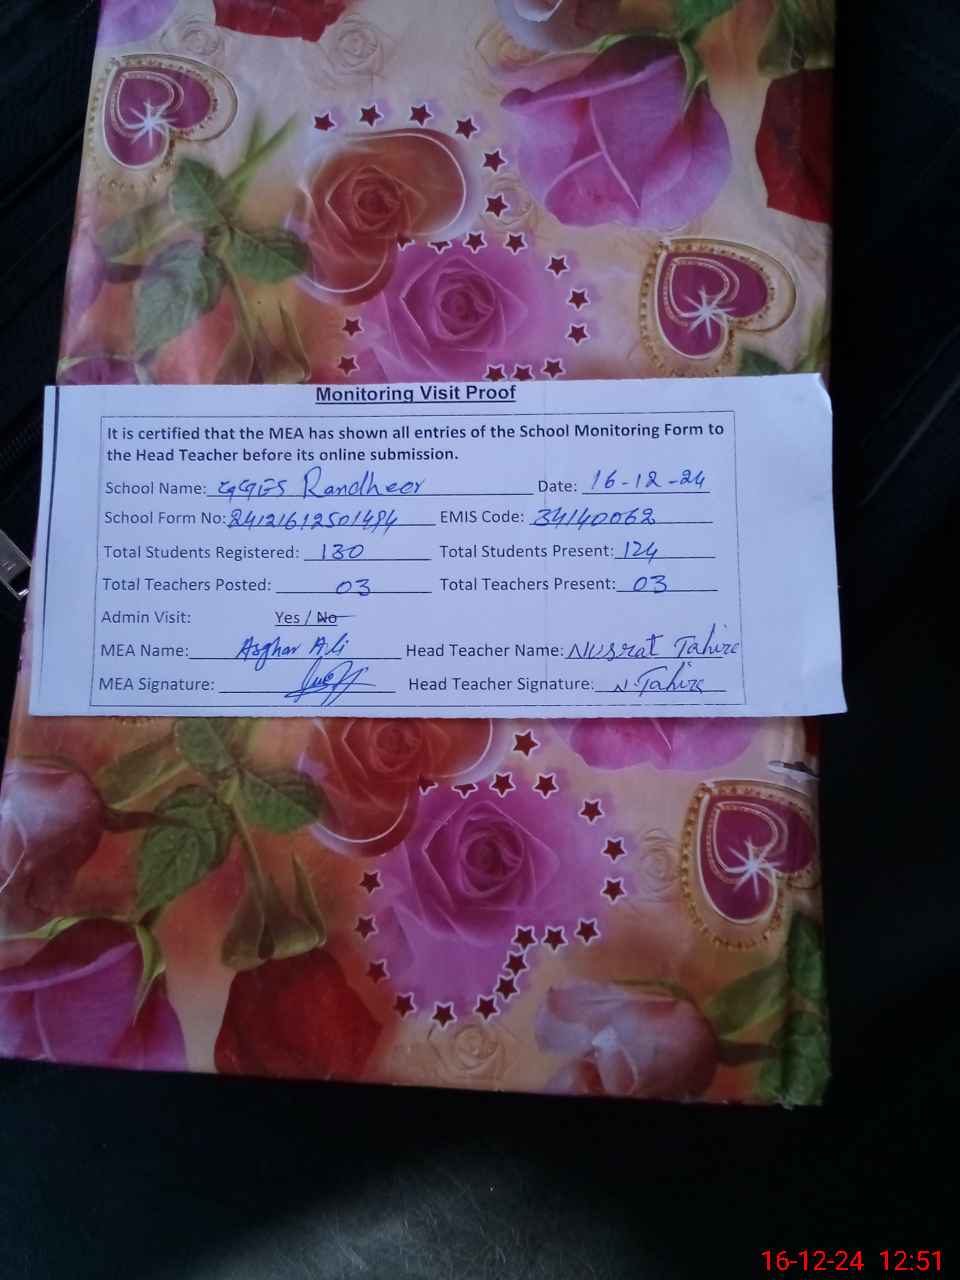 Monitoring Visit Proof
It is certified that the MEA has shown all entries of the School Monitoring Form to
the Head Teacher before its online submission.
School Name: GGES Randheer Date: 16-12-24
School Form No: 24121612501494 EMIS Code: 34140062
Total Students Registered: 130 Total Students Present: 124
Total Teachers Posted: 03 Total Teachers Present: 03
Admin Visit: Yes / No
MEA Name: Asghar Ali Head Teacher Name: Nusrat Tahira
MEA Signature: Head Teacher Signature: N. Tahira
16-12-24 12:51